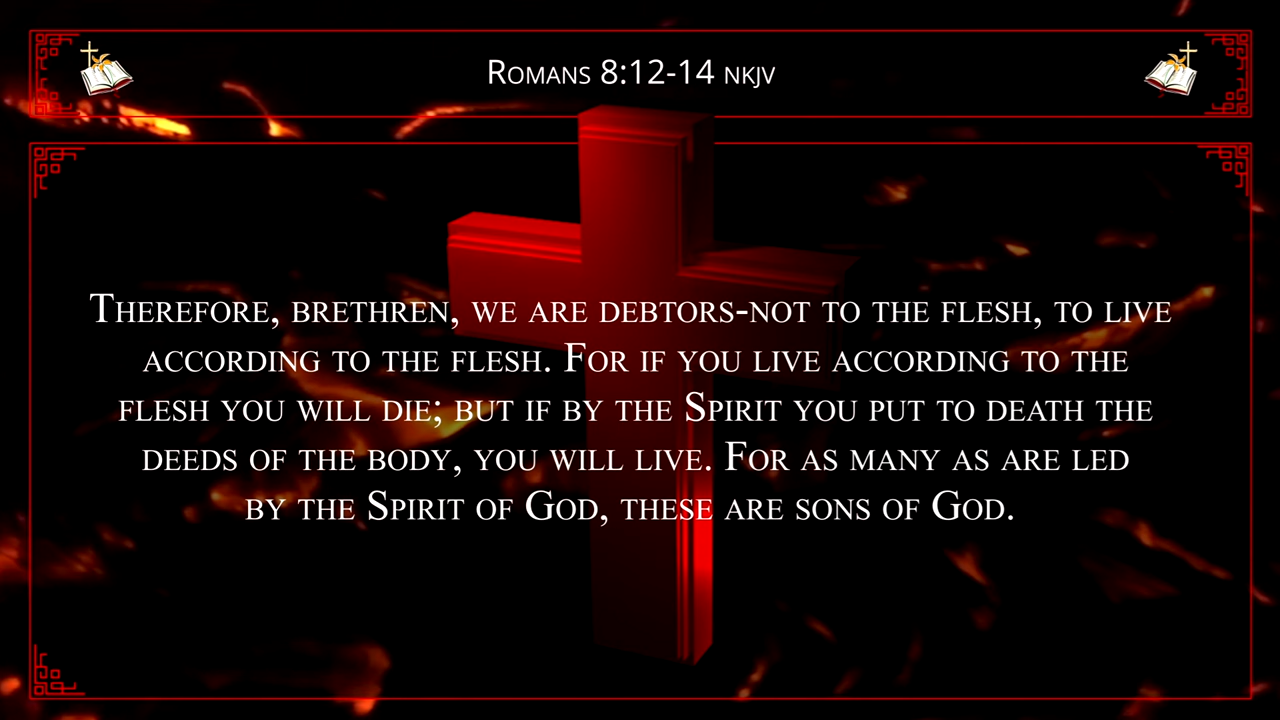 Romans 8:12-14 NKJV
Therefore, brethren, we are debtors-not to the flesh, to live
according to the flesh. For if you live according to the
flesh you will die; but if by the Spirit you put to death the
deeds of the body, you will live. For as many as are led
by the Spirit of God, these are sons of God.